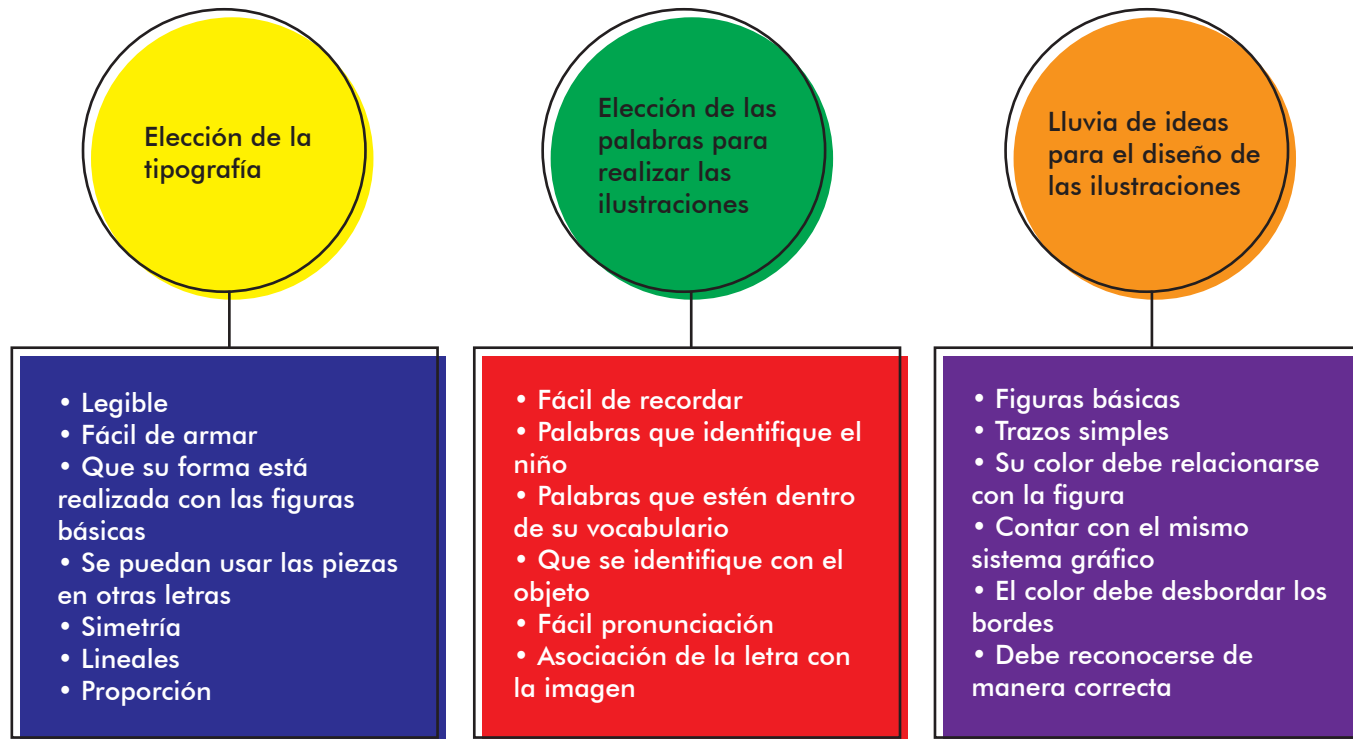 Elección de la
tipografía
• Legible
• Fácil de armar
• Que su forma está
realizada con las figuras
básicas
• Se puedan usar las piezas
en otras letras
• Simetría
• Lineales
• Proporción
Elección de las
palabras para
realizar las
ilustraciones
• Fácil de recordar
• Palabras que identifique el
niño
• Palabras que estén dentro
de su vocabulario
• Que se identifique con el
objeto
• Fácil pronunciación
• Asociación de la letra con
la imagen
Lluvia de ideas
para el diseño de
las ilustraciones
• Figuras básicas
• Trazos simples
• Su color debe relacionarse
con la figura
• Contar con el mismo
sistema gráfico
• El color debe desbordar los
bordes
• Debe reconocerse de
manera correcta